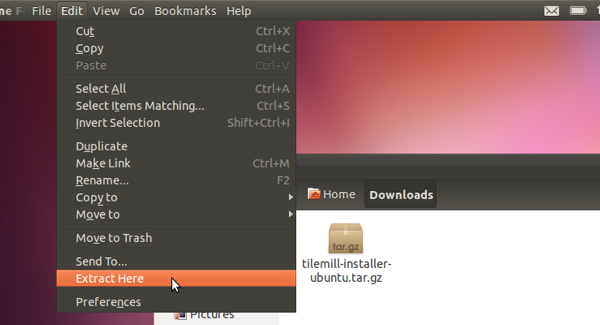 ne F File Edit View Go Bookmarks Help
Cut Ctrl+X
Copy Ctrl+C
Paste Ctrl+V
Select All Ctrl+A
Select Items Matching... Ctrl+S
Invert Selection Shift+Ctrl+I
Duplicate
Make Link Ctrl+M
Rename... F2
Copy to
Move to
Move to Trash
Send To...
Extract Here
Preferences
Home Downloads
tar.gz
tilemill-installer-
ubuntu.tar.gz
Pictures